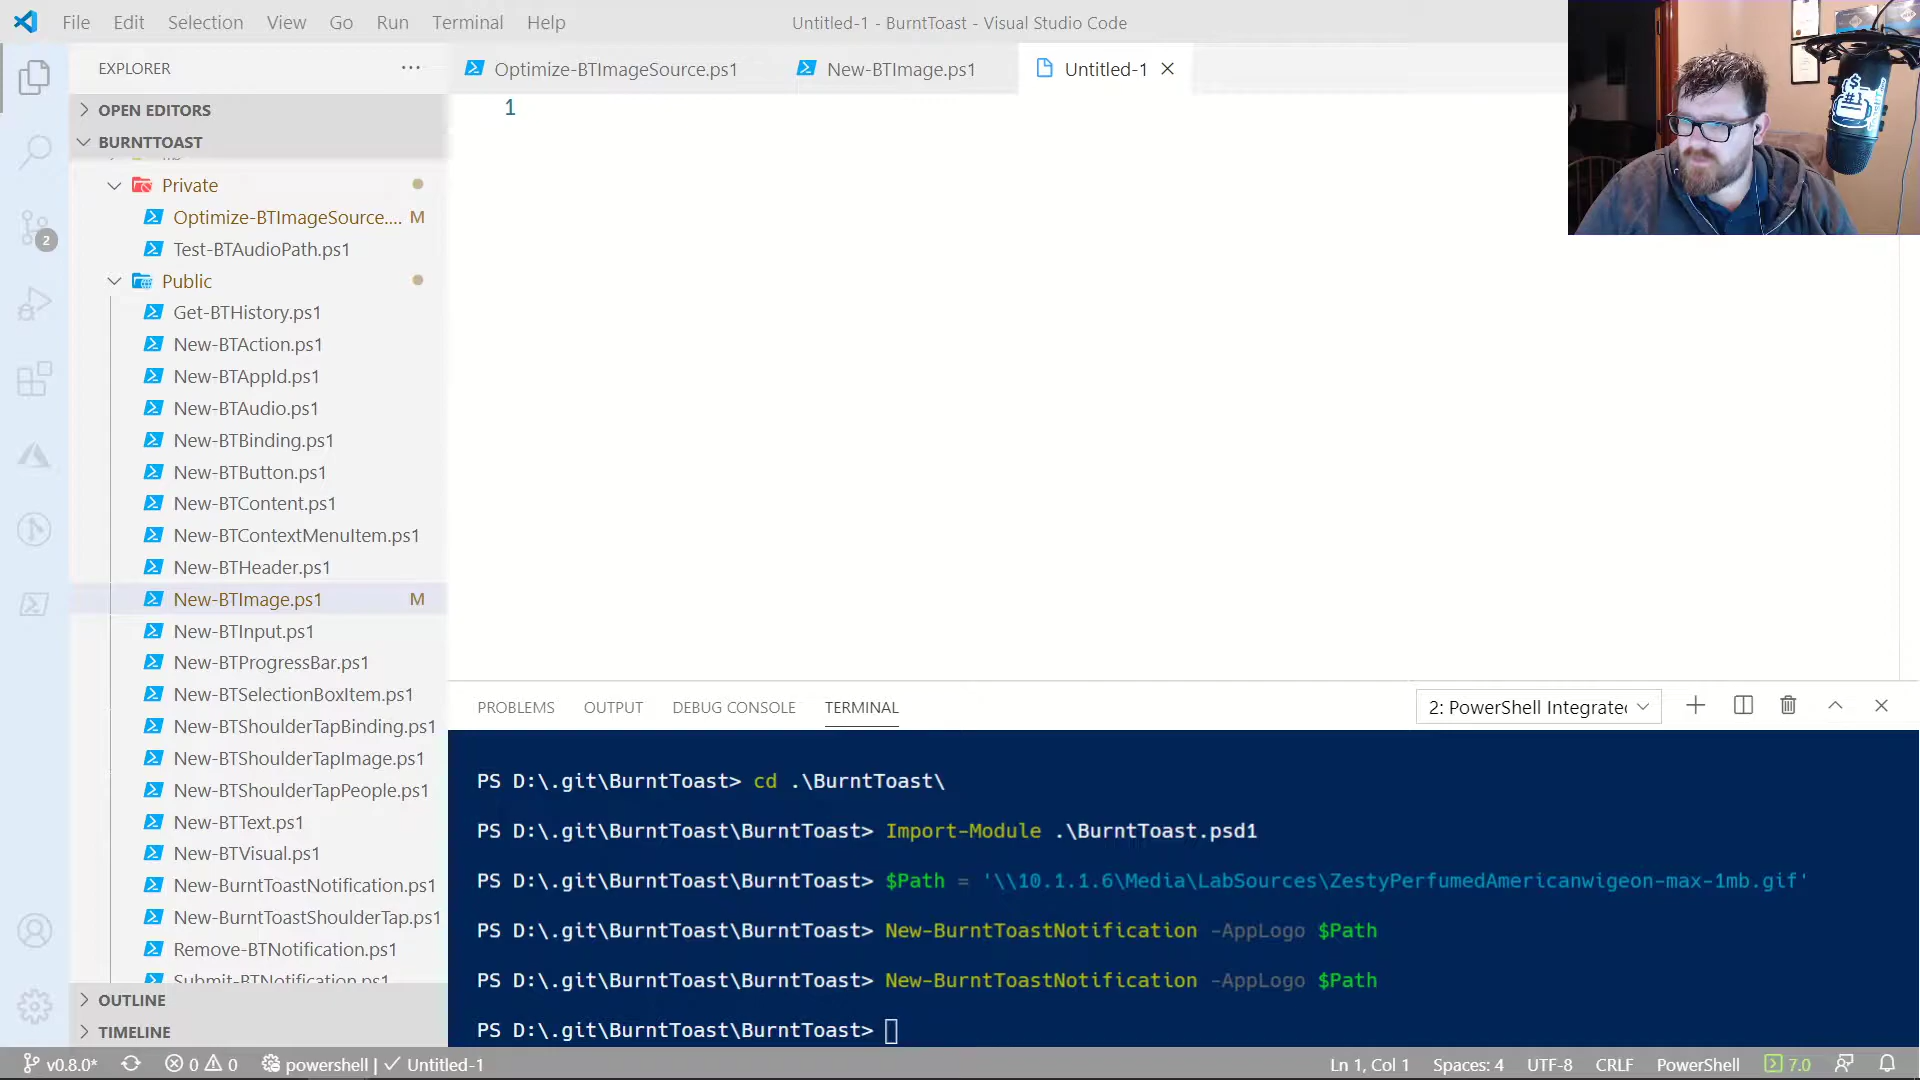 File Edit Selection View Go Run Terminal Help
Untitled-1 - BurntToast - Visual Studio Code
EXPLORER
OPEN EDITORS
BURNTTOAST
Private
Optimize-BTImageSource.... M
Test-BTAudioPath.ps1
Public
Get-BTHistory.ps1
New-BTAction.ps1
New-BTAppId.ps1
New-BTAudio.ps1
New-BTBinding.ps1
New-BTButton.ps1
New-BTContent.ps1
New-BTContextMenuItem.ps1
New-BTHeader.ps1
New-BTImage.ps1 M
New-BTInput.ps1
New-BTProgressBar.ps1
New-BTSelectionBoxItem.ps1
New-BTShoulderTapBinding.ps1
New-BTShoulderTapImage.ps1
New-BTShoulderTapPeople.ps1
New-BTText.ps1
New-BTVisual.ps1
New-BurntToastNotification.ps1
New-BurntToastShoulderTap.ps1
Remove-BTNotification.ps1
Submit-BTNotification.ps1
OUTLINE
TIMELINE
2
Optimize-BTImageSource.ps1 New-BTImage.ps1 Untitled-1
1
#1
PROBLEMS OUTPUT DEBUG CONSOLE TERMINAL
2: PowerShell Integrate
PS D:\.git\BurntToast> cd .\BurntToast\
PS D:\.git\BurntToast\BurntToast> Import-Module .\BurntToast.psd1
PS D:\.git\BurntToast\BurntToast> $Path = '\\10.1.1.6\Media\LabSources\ZestyPerfumedAmericanwigeon-max-1mb.gif'
PS D:\.git\BurntToast\BurntToast> New-BurntToastNotification -AppLogo $Path
PS D:\.git\BurntToast\BurntToast> New-BurntToastNotification -AppLogo $Path
PS D:\.git\BurntToast\BurntToast>
v0.8.0* 0 0 powershell | Untitled-1
Ln 1, Col 1 Spaces: 4 UTF-8 CRLF PowerShell 7.0